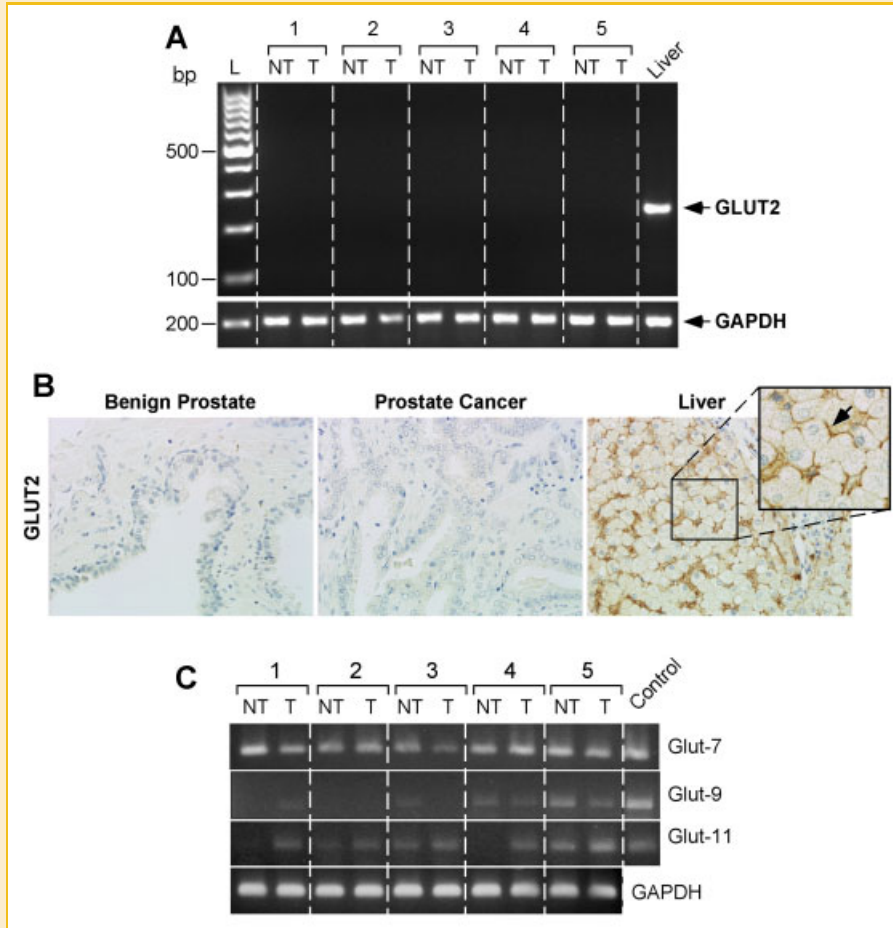 A
1 2 3 4 5
bp L NT T NT T NT T NT T NT T Liver
500
GLUT2
100
200 GAPDH
B
Benign Prostate Prostate Cancer Liver
GLUT2
C
1 2 3 4 5
NT T NT T NT T NT T NT T Control
Glut-7
Glut-9
Glut-11
GAPDH